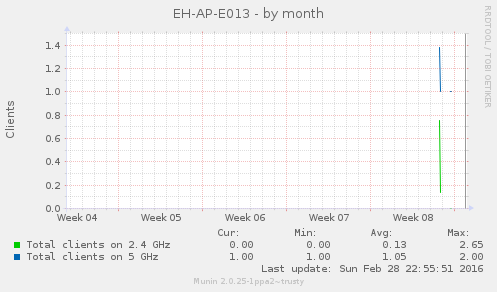 EH-AP-E013 - by month
RRDTOOL / TOBI OETIKER
Clients
1.4
1.2
1.0
0.8
0.6
0.4
0.2
0.0
Week 04 Week 05 Week 06 Week 07 Week 08
Cur: Min: Avg: Max:
Total clients on 2.4 GHz 0.00 0.00 0.13 2.65
Total clients on 5 GHz 1.00 1.00 1.05 2.00
Last update: Sun Feb 28 22:55:51 2016
Munin 2.0.25-1ppa2~trusty